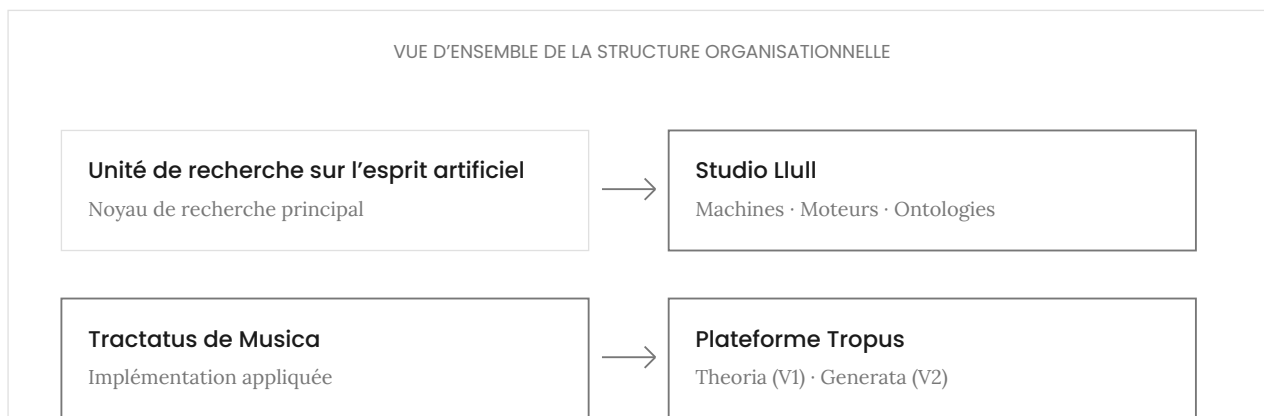 VUE D’ENSEMBLE DE LA STRUCTURE ORGANISATIONNELLE
Unité de recherche sur l’esprit artificiel
Noyau de recherche principal
Studio Llull
Machines · Moteurs · Ontologies
Tractatus de Musica
Implémentation appliquée
Plateforme Tropus
Theoria (V1) · Generata (V2)